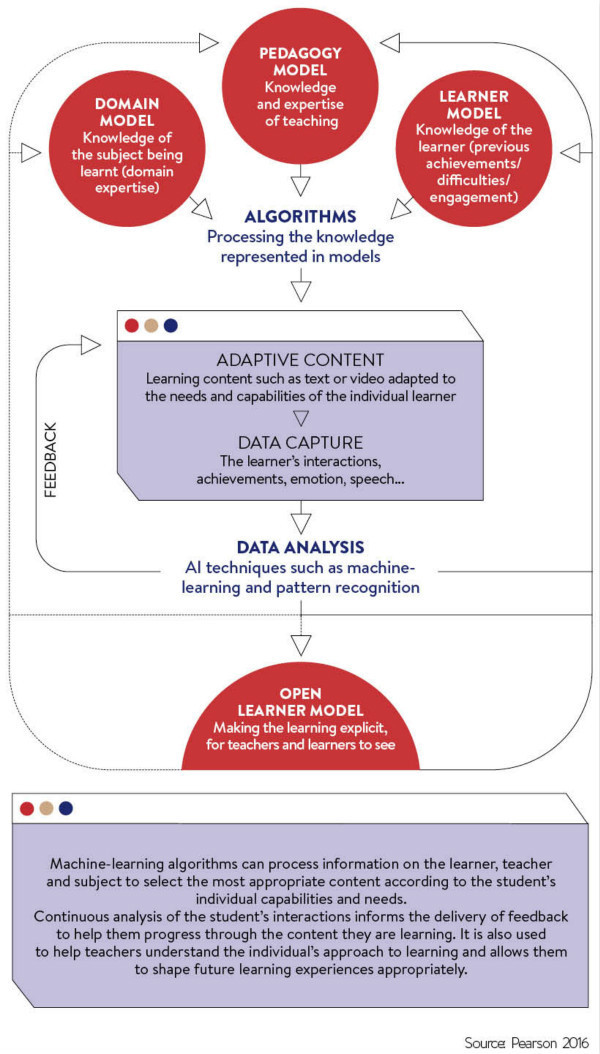 PEDAGOGY
MODEL
Knowledge
and expertise
of teaching
DOMAIN
MODEL
Knowledge of
the subject being
learnt (domain
expertise)
LEARNER
MODEL
Knowledge of the
learner (previous
achievements/
difficulties/
engagement)
ALGORITHMS
Processing the knowledge
represented in models
ADAPTIVE CONTENT
Learning content such as text or video adapted to
the needs and capabilities of the individual learner
DATA CAPTURE
The learner's interactions,
achievements, emotion, speech...
FEEDBACK
DATA ANALYSIS
AI techniques such as machine-
learning and pattern recognition
OPEN
LEARNER MODEL
Making the learning explicit,
for teachers and learners to see
Machine-learning algorithms can process information on the learner, teacher
and subject to select the most appropriate content according to the student's
individual capabilities and needs.
Continuous analysis of the student's interactions informs the delivery of feedback
to help them progress through the content they are learning. It is also used
to help teachers understand the individual's approach to learning and allows them
to shape future learning experiences appropriately.
Source: Pearson 2016